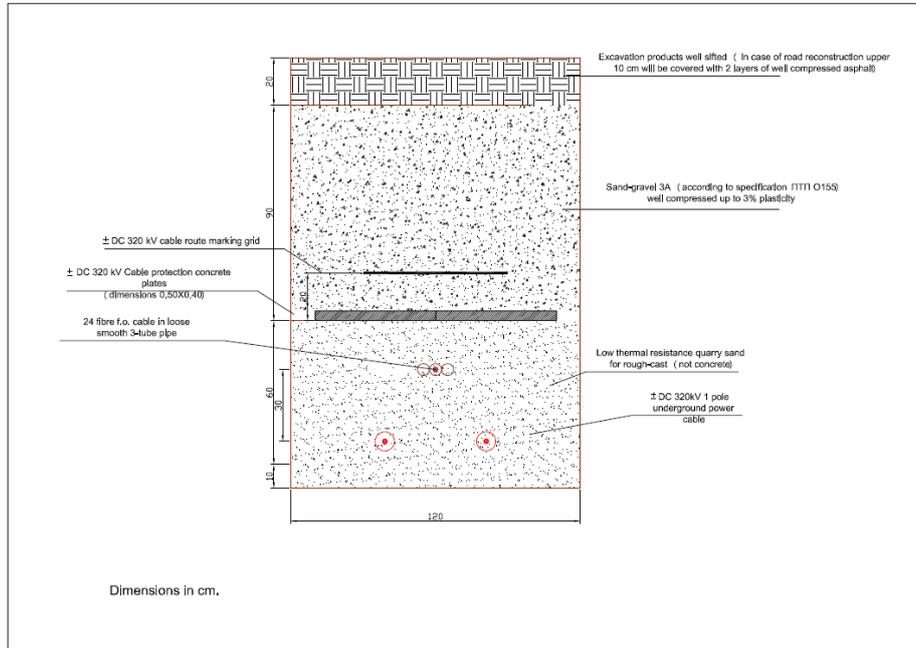 Excavation products well sifted ( In case of road reconstruction upper
10 cm will be covered with 2 layers of well compressed asphalt)
20
Sand-gravel 3A ( according to specification ΠΤΠ Ο155)
well compressed up to 3% plasticity
90
± DC 320 kV cable route marking grid
± DC 320 kV Cable protection concrete
plates
( dimensions 0,50X0,40)
20
24 fibre f.o. cable in loose
smooth 3-tube pipe
Low thermal resistance quarry sand
for rough-cast ( not concrete)
60
30
± DC 320kV 1 pole
underground power
cable
10
120
Dimensions in cm.